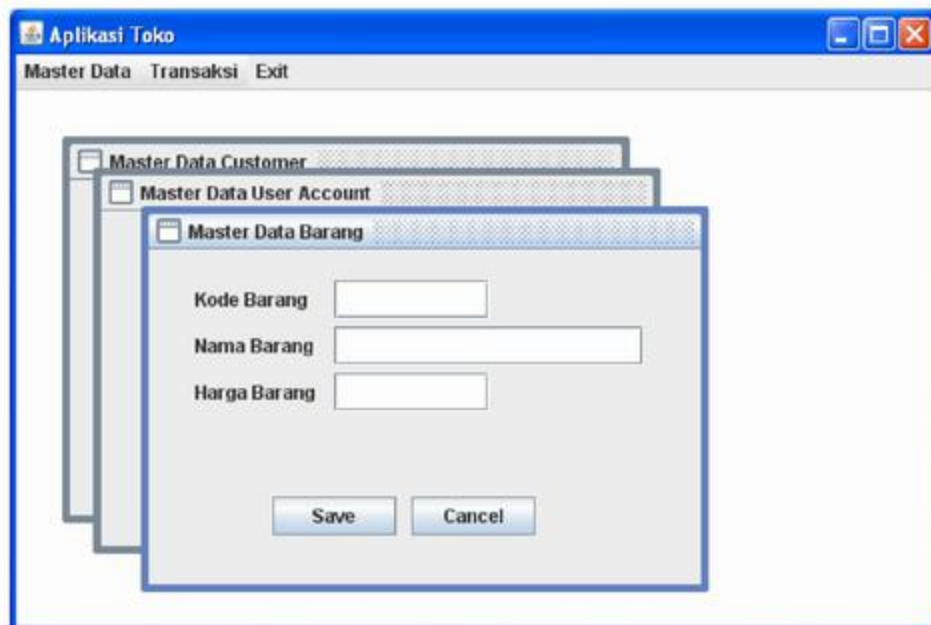 Aplikasi Toko
Master Data Transaksi Exit
Master Data Customer
Master Data User Account
Master Data Barang
Kode Barang
Nama Barang
Harga Barang
Save Cancel